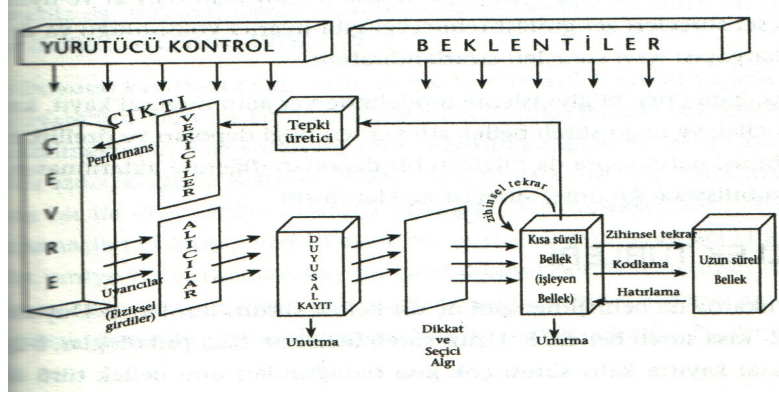 YÜRÜTÜCÜ KONTROL
BEKLENTİLER
ÇIKTI
ÇEVRE
Performans
VERİCİLER
Tepki
üretici
zihinsel tekrar
Uyarıcılar
(Fiziksel
girdiler)
ALICILAR
DUYUSAL
KAYIT
Unutma
Dikkat
ve
Seçici
Algı
Kısa süreli
Bellek
(işleyen
Bellek)
Unutma
Zihinsel tekrar
Kodlama
Hatırlama
Uzun süreli
Bellek